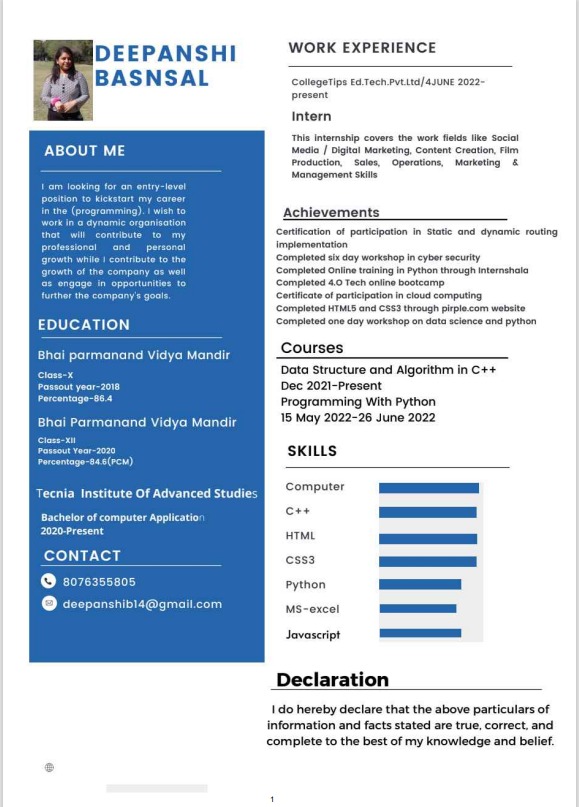 DEEPANSHI
BASNSAL
ABOUT ME
I am looking for an entry-level
position to kickstart my career
in the (programming). I wish to
work in a dynamic organisation
that will contribute to my
professional and personal
growth while I contribute to the
growth of the company as well
as engage in opportunities to
further the company's goals.
EDUCATION
Bhai parmanand Vidya Mandir
Class-X
Passout year-2018
Percentage-86.4
Bhai Parmanand Vidya Mandir
Class-XII
Passout Year-2020
Percentage-84.6(PCM)
Tecnia Institute Of Advanced Studies
Bachelor of computer Application
2020-Present
CONTACT
8076355805
deepanshib14@gmail.com
WORK EXPERIENCE
CollegeTips Ed.Tech.Pvt.Ltd/4JUNE 2022-
present
Intern
This internship covers the work fields like Social
Media / Digital Marketing, Content Creation, Film
Production, Sales, Operations, Marketing &
Management Skills
Achievements
Certification of participation in Static and dynamic routing
implementation
Completed six day workshop in cyber security
Completed Online training in Python through Internshala
Completed 4.O Tech online bootcamp
Certificate of participation in cloud computing
Completed HTML5 and CSS3 through pirple.com website
Completed one day workshop on data science and python
Courses
Data Structure and Algorithm in C++
Dec 2021-Present
Programming With Python
15 May 2022-26 June 2022
SKILLS
Computer
C++
HTML
CSS3
Python
MS-excel
Javascript
Declaration
I do hereby declare that the above particulars of
information and facts stated are true, correct, and
complete to the best of my knowledge and belief.
1